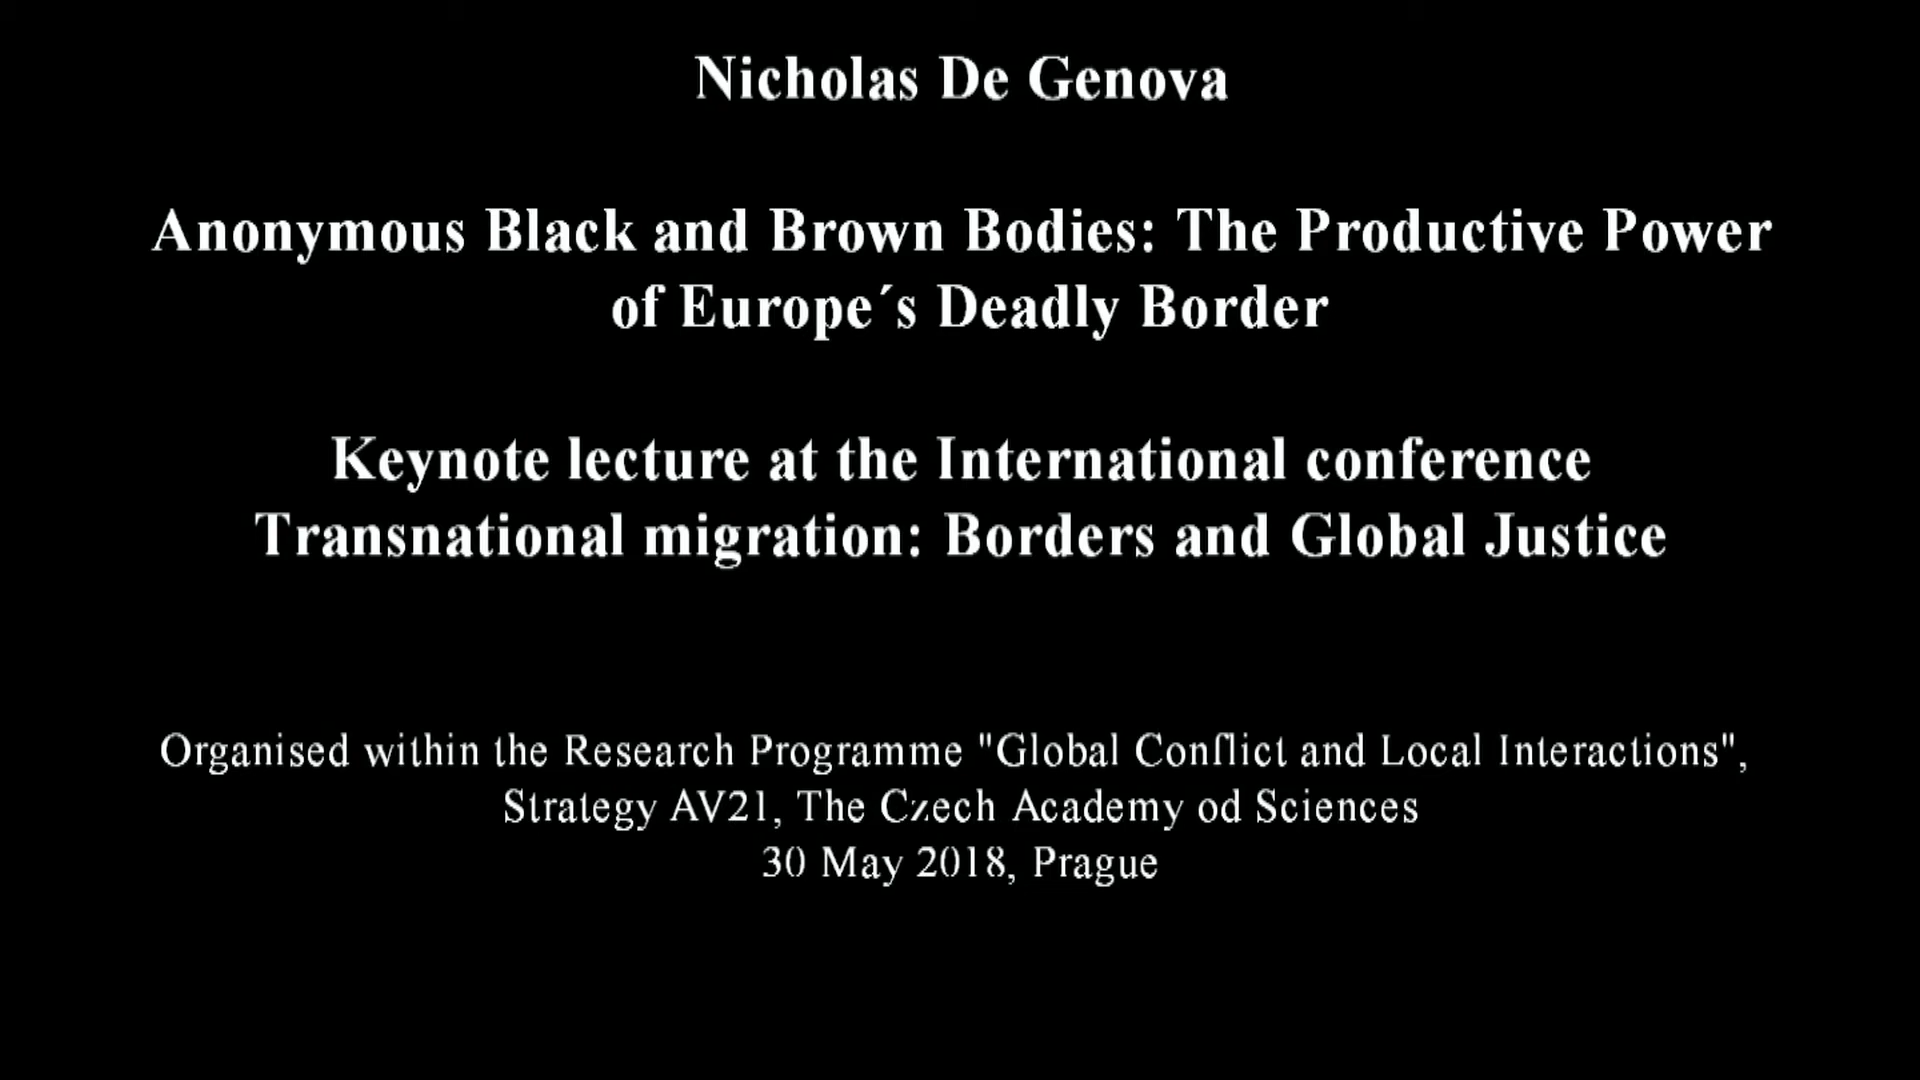 Nicholas De Genova
Anonymous Black and Brown Bodies: The Productive Power
of Europe´s Deadly Border
Keynote lecture at the International conference
Transnational migration: Borders and Global Justice
Organised within the Research Programme "Global Conflict and Local Interactions",
Strategy AV21, The Czech Academy od Sciences
30 May 2018, Prague